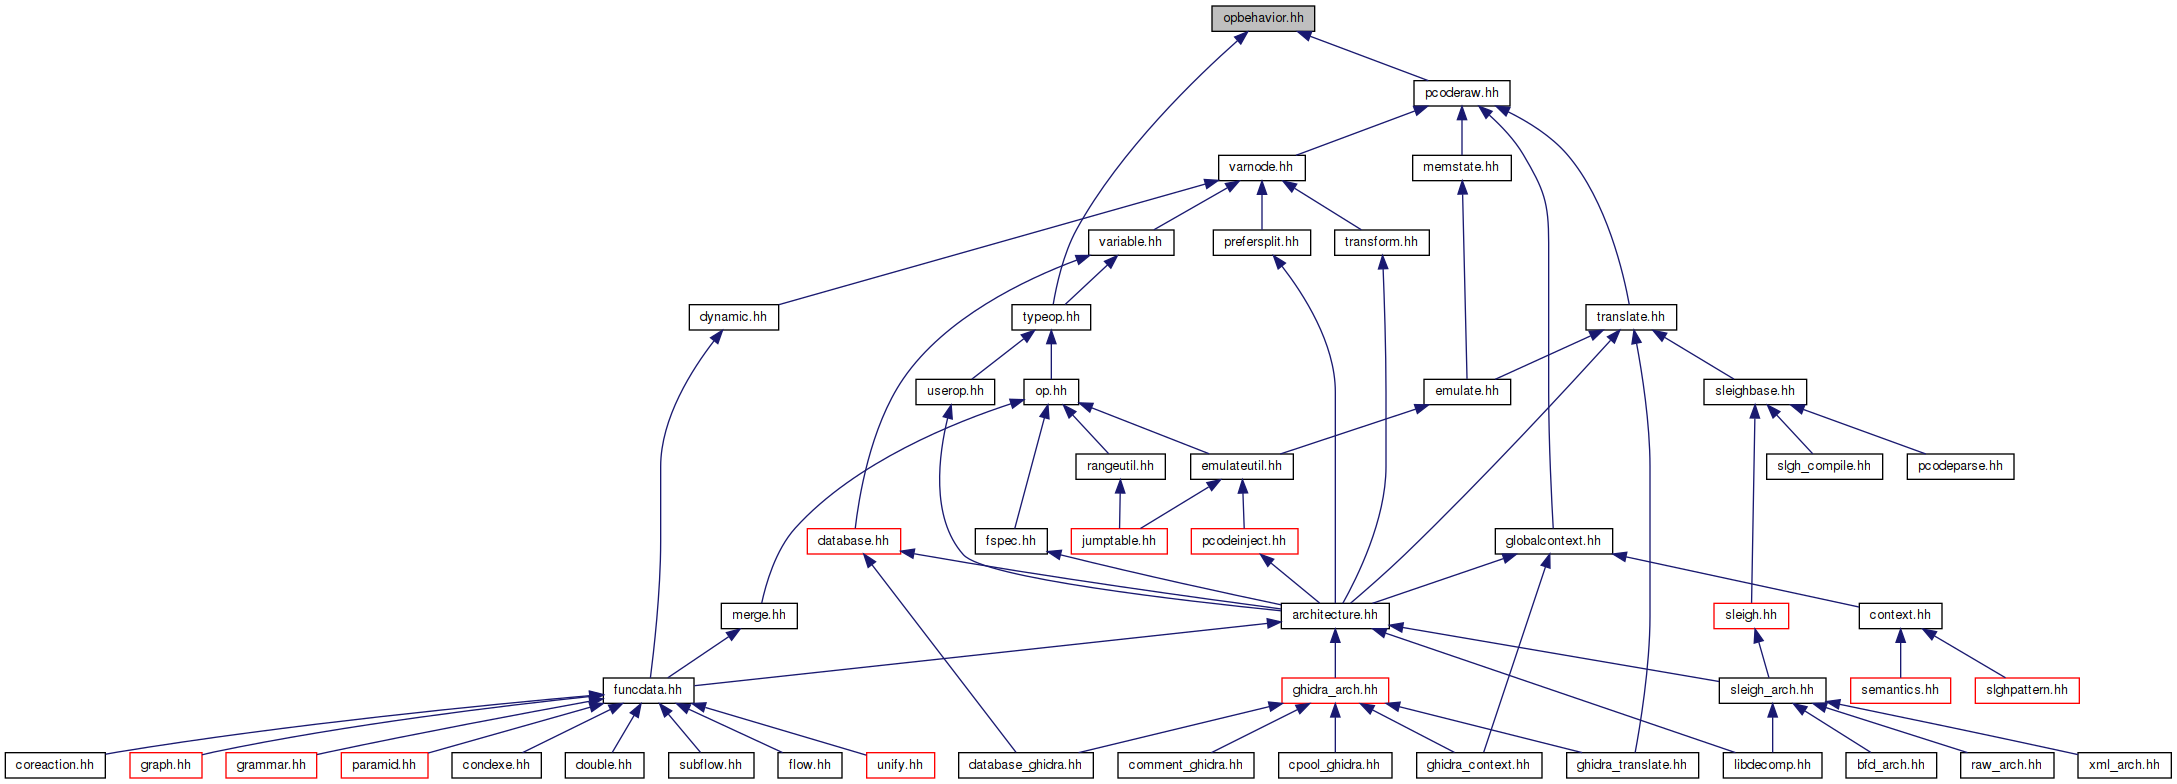 opbehavior.hh
pcoderaw.hh
varnode.hh
memstate.hh
variable.hh
prefersplit.hh
transform.hh
dynamic.hh
typeop.hh
translate.hh
userop.hh
op.hh
emulate.hh
sleighbase.hh
rangeutil.hh
emulateutil.hh
slgh_compile.hh
pcodeparse.hh
database.hh
fspec.hh
jumptable.hh
pcodeinject.hh
globalcontext.hh
merge.hh
architecture.hh
sleigh.hh
context.hh
funcdata.hh
ghidra_arch.hh
sleigh_arch.hh
semantics.hh
slghpattern.hh
coreaction.hh
graph.hh
grammar.hh
paramid.hh
condexe.hh
double.hh
subflow.hh
flow.hh
unify.hh
database_ghidra.hh
comment_ghidra.hh
cpool_ghidra.hh
ghidra_context.hh
ghidra_translate.hh
libdecomp.hh
bfd_arch.hh
raw_arch.hh
xml_arch.hh